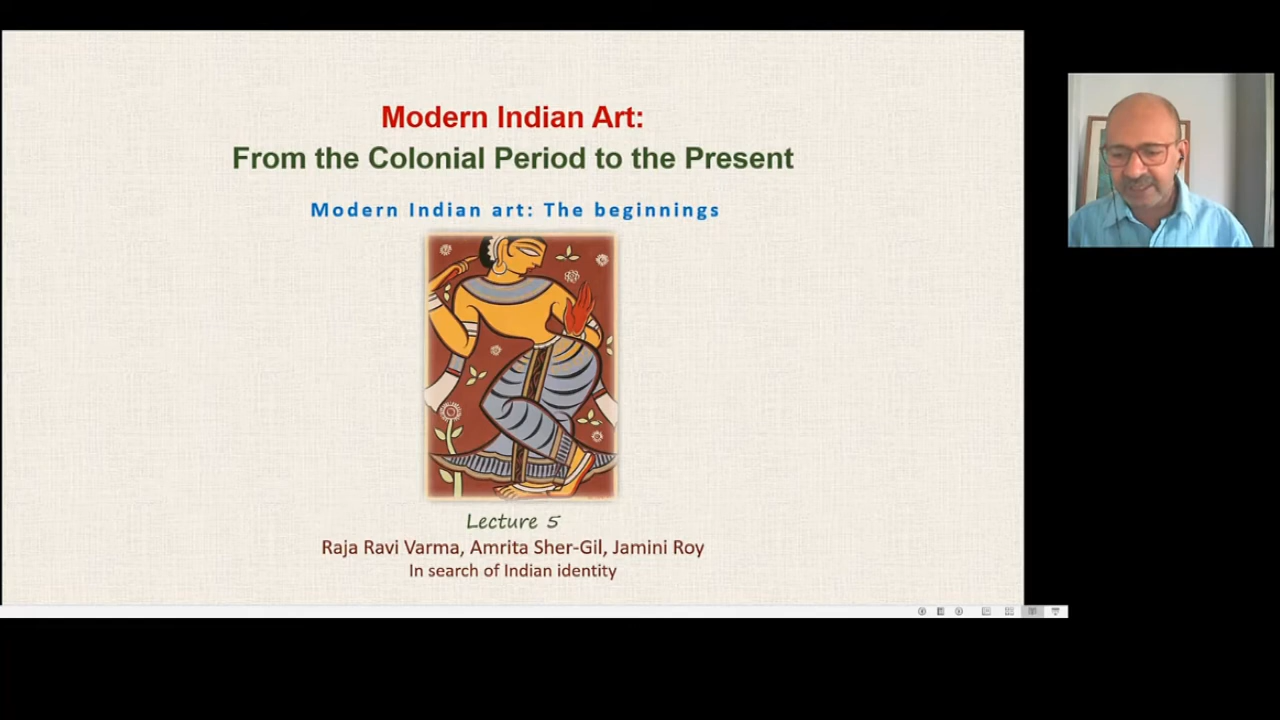 Modern Indian Art:
From the Colonial Period to the Present
Modern Indian art: The beginnings
Lecture 5
Raja Ravi Varma, Amrita Sher-Gil, Jamini Roy
In search of Indian identity